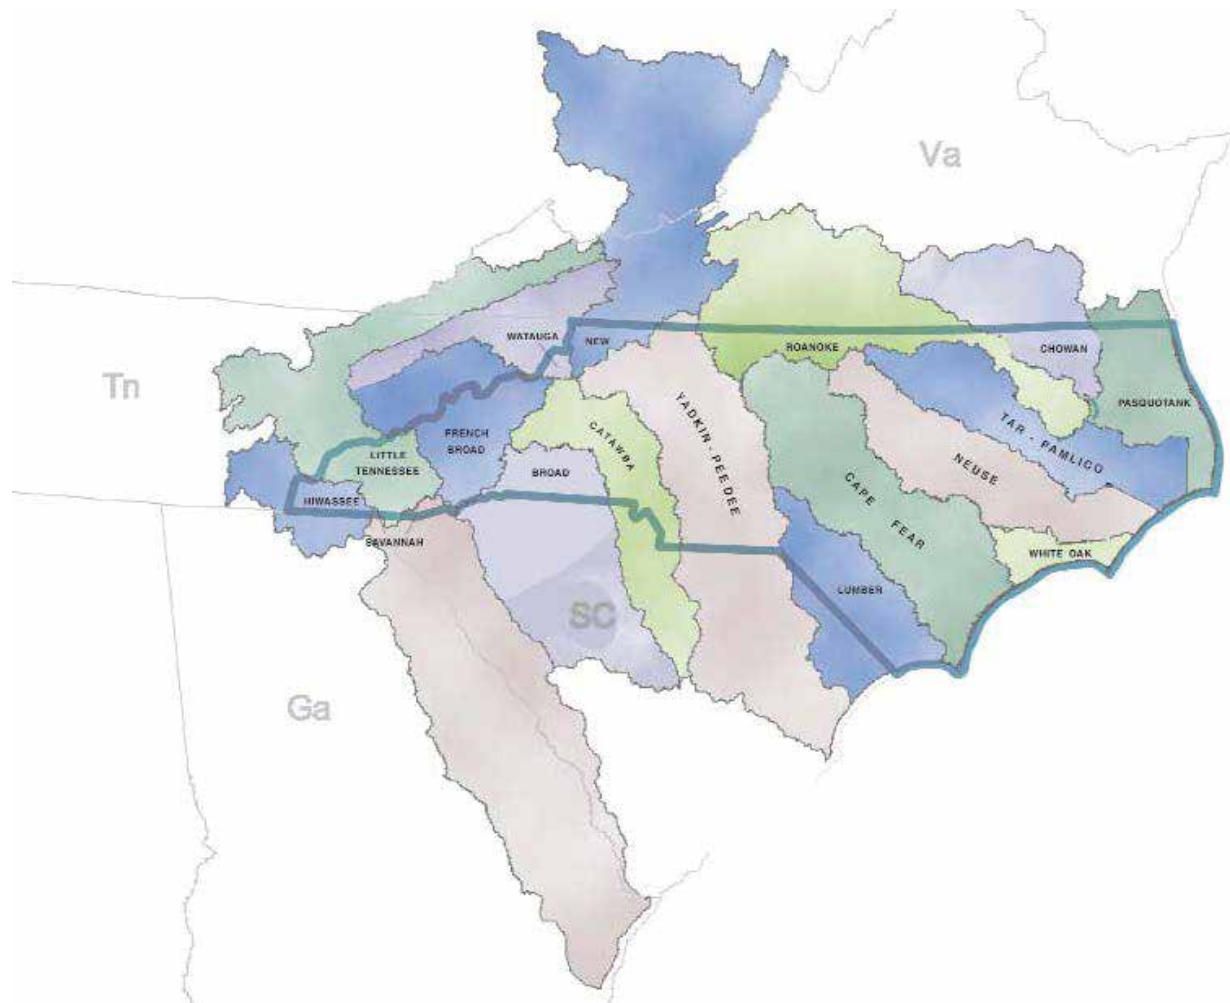 Va
WATAUGA
NEW
ROANOKE
CHOWAN
Tn
PASQUOTANK
YADKIN - PEEDEE
CATAWBA
TAR - PAMLICO
FRENCH
BROAD
LITTLE
TENNESSEE
BROAD
NEUSE
CAPE FEAR
HIWASSEE
SAVANNAH
WHITE OAK
LUMBER
SC
Ga